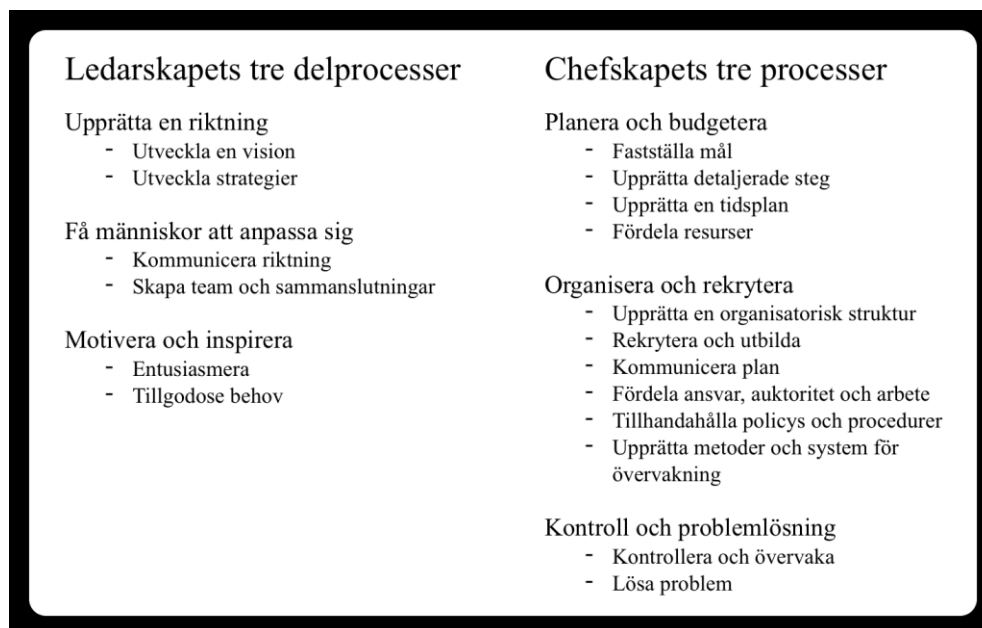 Ledarskapets tre delprocesser
Upprätta en riktning
- Utveckla en vision
- Utveckla strategier
Få människor att anpassa sig
- Kommunicera riktning
- Skapa team och sammanslutningar
Motivera och inspirera
- Entusiasmera
- Tillgodose behov
Chefskapets tre processer
Planera och budgetera
- Fastställa mål
- Upprätta detaljerade steg
- Upprätta en tidsplan
- Fördela resurser
Organisera och rekrytera
- Upprätta en organisatorisk struktur
- Rekrytera och utbilda
- Kommunicera plan
- Fördela ansvar, auktoritet och arbete
- Tillhandahålla policys och procedurer
- Upprätta metoder och system för
övervakning
Kontroll och problemlösning
- Kontrollera och övervaka
- Lösa problem